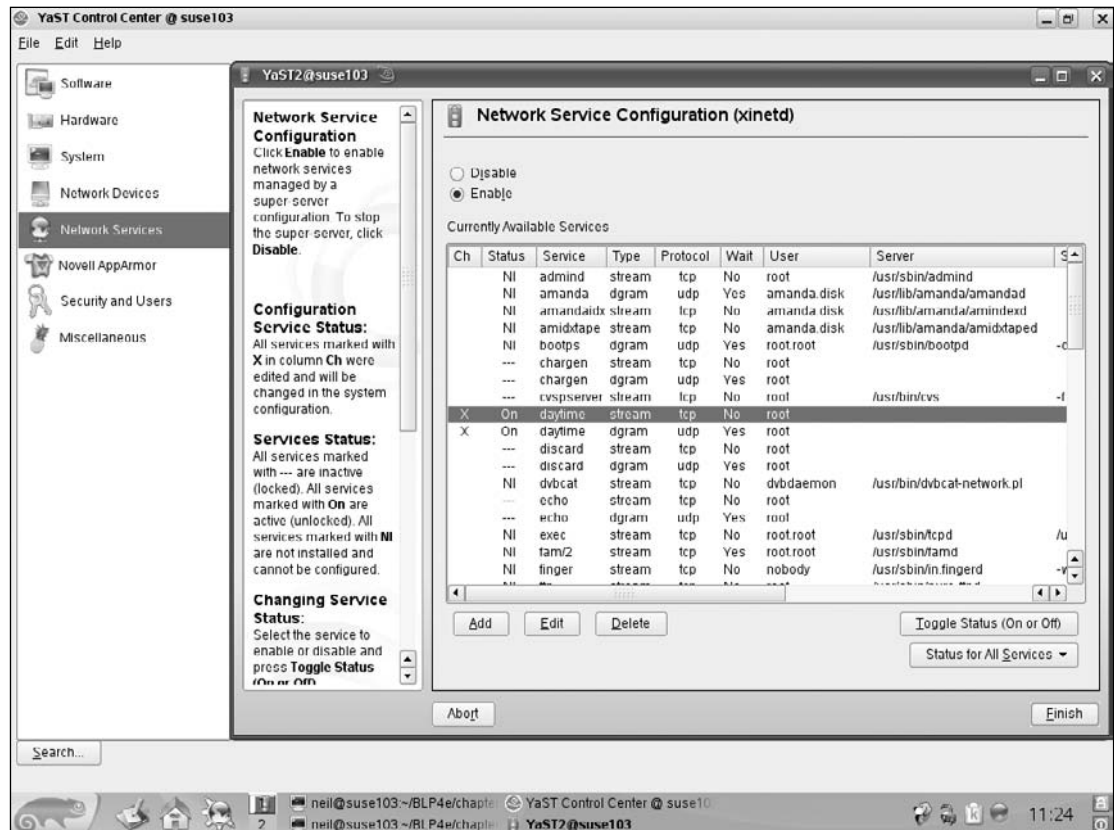 YaST Control Center @ suse103
File Edit Help
Software
Hardware
System
Network Devices
Network Services
Novell AppArmor
Security and Users
Miscellaneous
Search...
YaST2@suse103
Network Service
Configuration
Click Enable to enable
network services
managed by a
super-server
configuration. To stop
the super-server, click
Disable.
Configuration
Service Status:
All services marked with
X in column Ch were
edited and will be
changed in the system
configuration.
Services Status:
All services marked
with --- are inactive
(locked). All services
marked with On are
active (unlocked). All
services marked with NI
are not installed and
cannot be configured.
Changing Service
Status:
Select the service to
enable or disable and
press Toggle Status
(On or Off)
Network Service Configuration (xinetd)
Disable
Enable
Currently Available Services
Ch Status Service Type Protocol Wait User Server S
NI admind stream tcp No root /usr/sbin/admind
NI amanda dgram udp Yes amanda.disk /usr/lib/amanda/amandad
NI amandaidx stream tcp No amanda.disk /usr/lib/amanda/amindexd
NI amidxtape stream tcp No amanda.disk /usr/lib/amanda/amidxtaped
NI bootps dgram udp Yes root.root /usr/sbin/bootpd -c
--- chargen stream tcp No root
--- chargen dgram udp Yes root
--- cvspserver stream tcp No root /usr/bin/cvs -f
X On daytime stream tcp No root
X On daytime dgram udp Yes root
--- discard stream tcp No root
--- discard dgram udp Yes root
NI dvbcat stream tcp No dvbdaemon /usr/bin/dvbcat-network.pl
--- echo stream tcp No root
--- echo dgram udp Yes root
NI exec stream tcp No root.root /usr/sbin/tcpd /u
NI fam/2 stream tcp Yes root.root /usr/sbin/famd
NI finger stream tcp No nobody /usr/sbin/in.fingerd -w
Add Edit Delete Toggle Status (On or Off)
Status for All Services
Abort Finish
1
2
neil@suse103:~/BLP4e/chapte
neil@suse103:~/BLP4e/chapte
YaST Control Center @ suse10
YaST2@suse103
11:24